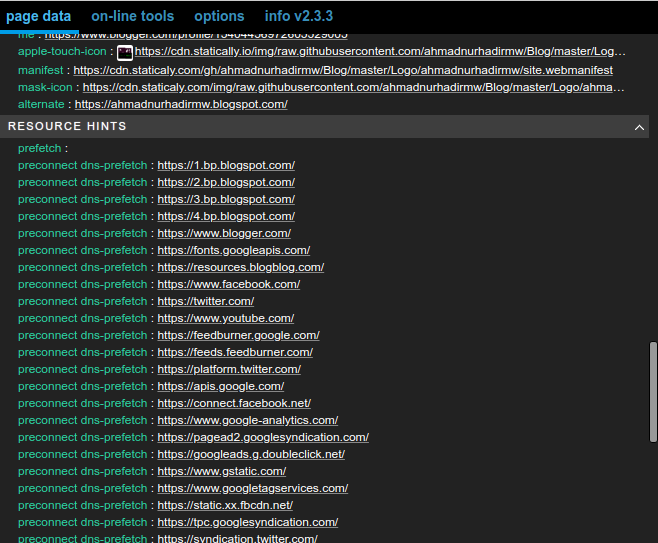 page data on-line tools options info v2.3.3
me : https://www.blogger.com/profile/15404456972665329005
apple-touch-icon : https://cdn.statically.io/img/raw.githubusercontent.com/ahmadnurhadirmw/Blog/master/Log…
manifest : https://cdn.statically.com/gh/ahmadnurhadirmw/Blog/master/Logo/ahmadnurhadirmw/site.webmanifest
mask-icon : https://cdn.statically.com/img/raw.githubusercontent.com/ahmadnurhadirmw/Blog/master/Logo/ahma…
alternate : https://ahmadnurhadirmw.blogspot.com/
RESOURCE HINTS
prefetch :
preconnect dns-prefetch : https://1.bp.blogspot.com/
preconnect dns-prefetch : https://2.bp.blogspot.com/
preconnect dns-prefetch : https://3.bp.blogspot.com/
preconnect dns-prefetch : https://4.bp.blogspot.com/
preconnect dns-prefetch : https://www.blogger.com/
preconnect dns-prefetch : https://fonts.googleapis.com/
preconnect dns-prefetch : https://resources.blogblog.com/
preconnect dns-prefetch : https://www.facebook.com/
preconnect dns-prefetch : https://twitter.com/
preconnect dns-prefetch : https://www.youtube.com/
preconnect dns-prefetch : https://feedburner.google.com/
preconnect dns-prefetch : https://feeds.feedburner.com/
preconnect dns-prefetch : https://platform.twitter.com/
preconnect dns-prefetch : https://apis.google.com/
preconnect dns-prefetch : https://connect.facebook.net/
preconnect dns-prefetch : https://www.google-analytics.com/
preconnect dns-prefetch : https://pagead2.googlesyndication.com/
preconnect dns-prefetch : https://googleads.g.doubleclick.net/
preconnect dns-prefetch : https://www.gstatic.com/
preconnect dns-prefetch : https://www.googletagservices.com/
preconnect dns-prefetch : https://static.xx.fbcdn.net/
preconnect dns-prefetch : https://tpc.googlesyndication.com/
preconnect dns-prefetch : https://syndication.twitter.com/